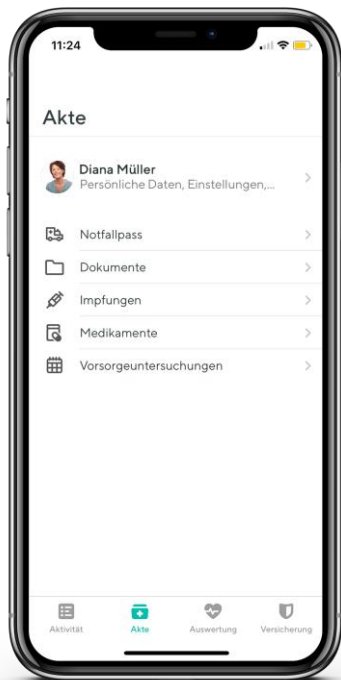 11:24
Akte
Diana Müller
Persönliche Daten, Einstellungen,...
Notfallpass
Dokumente
Impfungen
Medikamente
Vorsorgeuntersuchungen
Aktivität
Akte
Auswertung
Versicherung